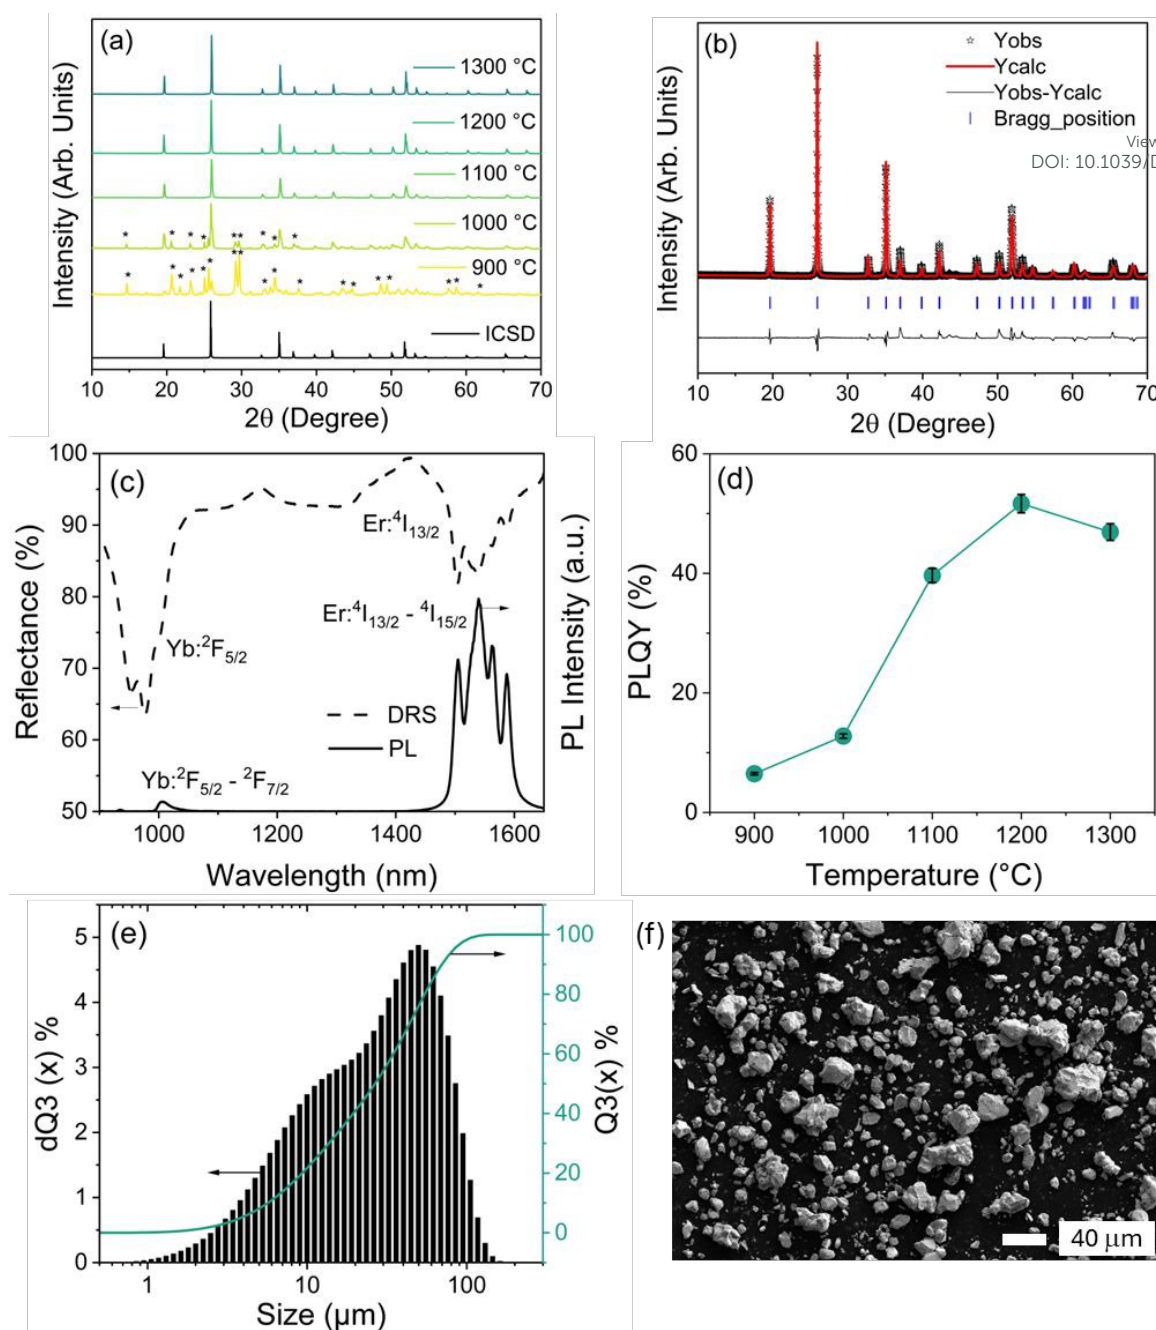 (a)
1300 °C
1200 °C
1100 °C
1000 °C
900 °C
ICSD
Intensity (Arb. Units)
10 20 30 40 50 60 70
2θ (Degree)
(b)
Yobs
Ycalc
Yobs-Ycalc
Bragg_position
View
DOI: 10.1039/D
Intensity (Arb. Units)
10 20 30 40 50 60 70
2θ (Degree)
(c)
100
90
80
70
60
50
Reflectance (%)
PL Intensity (a.u.)
Er:⁴I₁₃/₂
Er:⁴I₁₃/₂ - ⁴I₁₅/₂
Yb:²F₅/₂
DRS
PL
Yb:²F₅/₂ - ²F₇/₂
1000 1200 1400 1600
Wavelength (nm)
(d)
60
40
20
0
PLQY (%)
900 1000 1100 1200 1300
Temperature (°C)
(e)
5
4
3
2
1
0
dQ3 (x) %
100
80
60
40
20
0
Q3(x) %
1 10 100
Size (μm)
(f)
40 μm